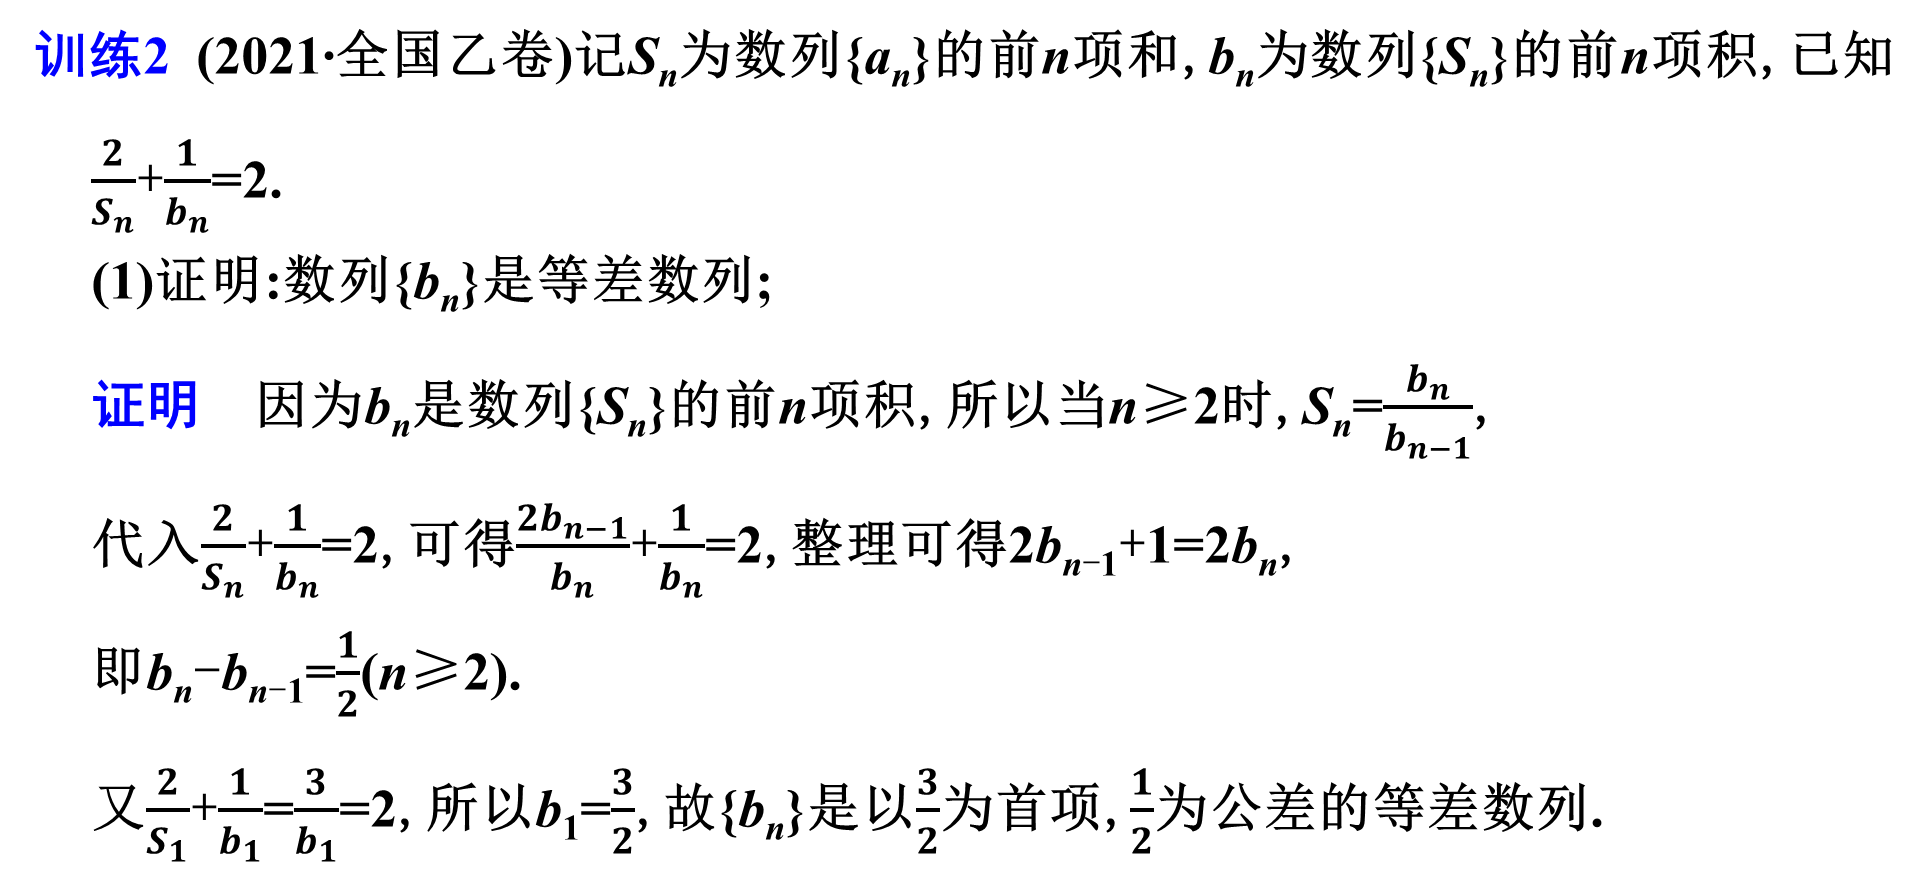 训练2 (2021·全国乙卷)记Sₙ为数列{aₙ}的前n项和, bₙ为数列{Sₙ}的前n项积, 已知
2/Sₙ+1/bₙ=2.
(1)证明:数列{bₙ}是等差数列;
证明 因为bₙ是数列{Sₙ}的前n项积, 所以当n≥2时, Sₙ=bₙ/bₙ₋₁,
代入2/Sₙ+1/bₙ=2, 可得2bₙ₋₁/bₙ+1/bₙ=2, 整理可得2bₙ₋₁+1=2bₙ,
即bₙ−bₙ₋₁=1/2(n≥2).
又2/S₁+1/b₁=3/b₁=2, 所以b₁=3/2, 故{bₙ}是以3/2为首项, 1/2为公差的等差数列.